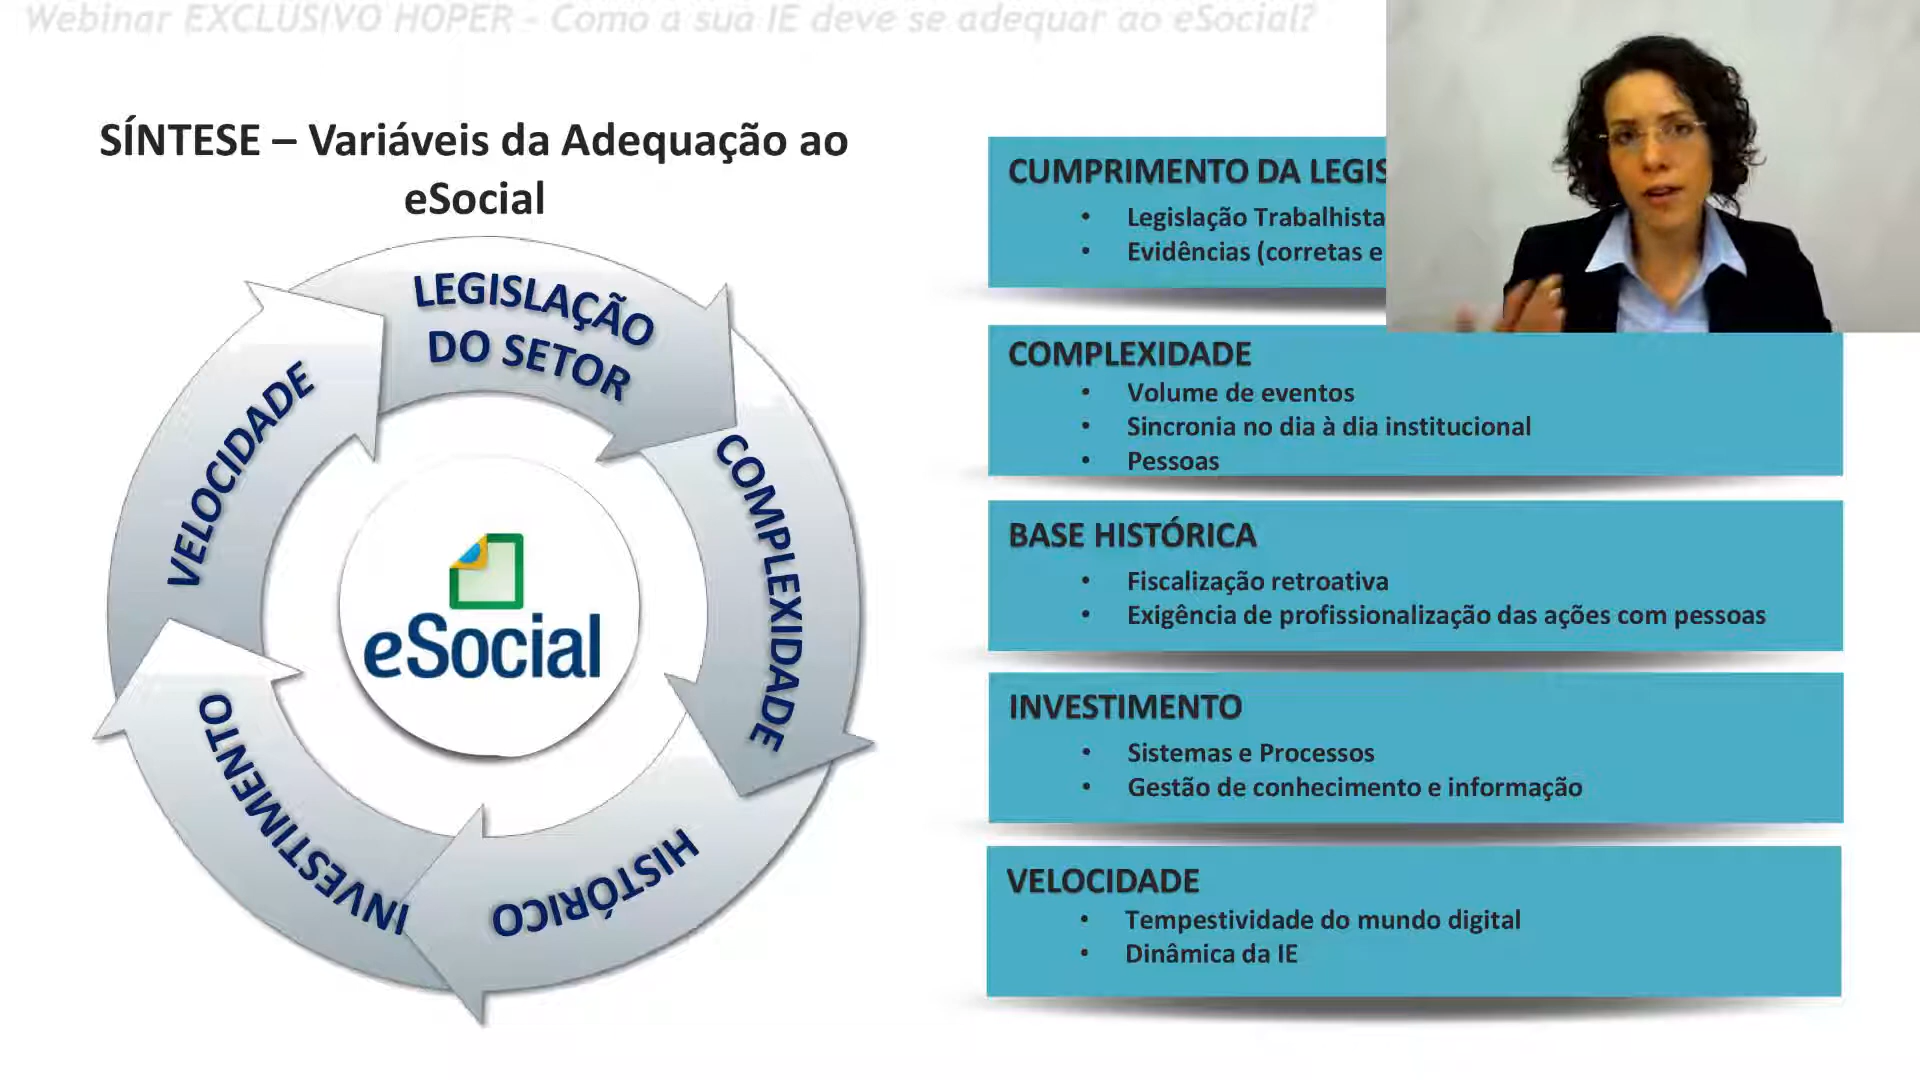 Webinar EXCLUSIVO HOPER - Como a sua IE deve se adequar ao eSocial?
SÍNTESE – Variáveis da Adequação ao
eSocial
LEGISLAÇÃO
DO SETOR
COMPLEXIDADE
HISTÓRICO
INVESTIMENTO
VELOCIDADE
eSocial
CUMPRIMENTO DA
• Legislação Trabalhista
• Evidências (corretas e
COMPLEXIDADE
• Volume de eventos
• Sincronia no dia à dia institucional
• Pessoas
BASE HISTÓRICA
• Fiscalização retroativa
• Exigência de profissionalização das ações com pessoas
INVESTIMENTO
• Sistemas e Processos
• Gestão de conhecimento e informação
VELOCIDADE
• Tempestividade do mundo digital
• Dinâmica da IE